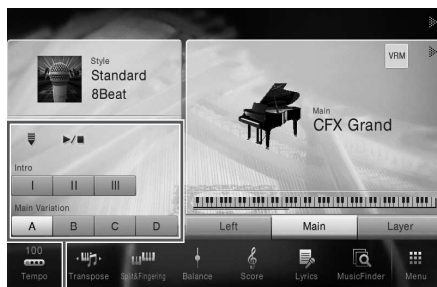 Style
Standard
8Beat
VRM
Main
CFX Grand
Intro
I II III
Main Variation
A B C D
Left Main Layer
100
Tempo Transpose Split&Fingering Balance Score Lyrics MusicFinder Menu